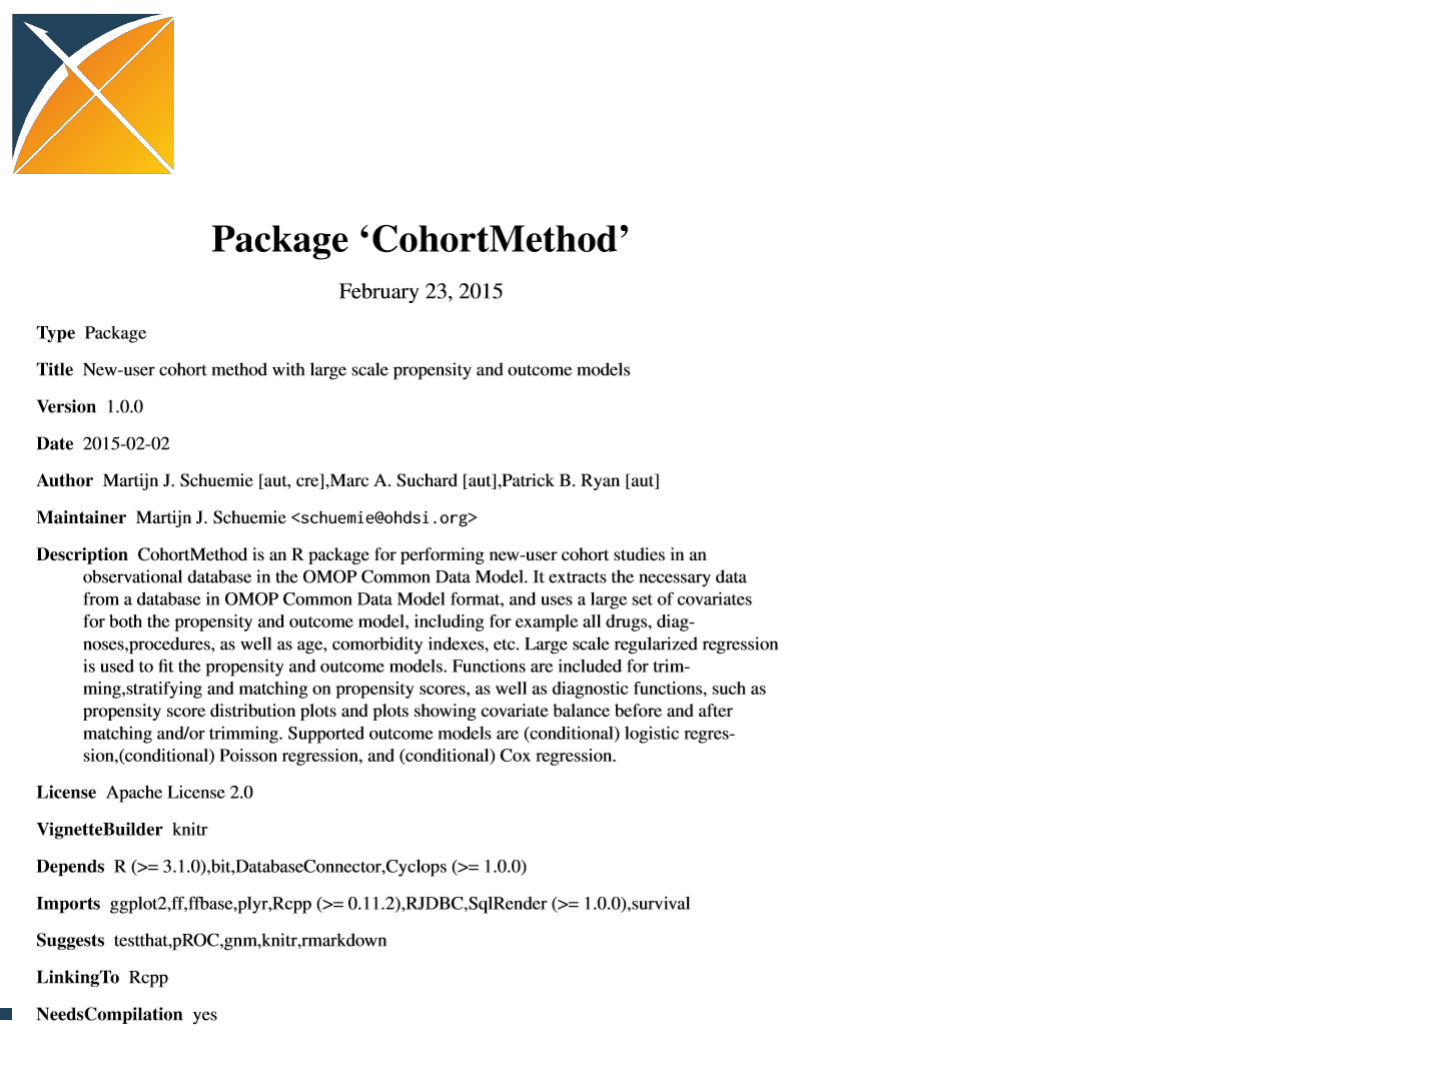 Package ‘CohortMethod’
February 23, 2015
Type Package
Title New-user cohort method with large scale propensity and outcome models
Version 1.0.0
Date 2015-02-02
Author Martijn J. Schuemie [aut, cre],Marc A. Suchard [aut],Patrick B. Ryan [aut]
Maintainer Martijn J. Schuemie <schuemie@ohdsi.org>
Description CohortMethod is an R package for performing new-user cohort studies in an
observational database in the OMOP Common Data Model. It extracts the necessary data
from a database in OMOP Common Data Model format, and uses a large set of covariates
for both the propensity and outcome model, including for example all drugs, diag-
noses,procedures, as well as age, comorbidity indexes, etc. Large scale regularized regression
is used to fit the propensity and outcome models. Functions are included for trim-
ming,stratifying and matching on propensity scores, as well as diagnostic functions, such as
propensity score distribution plots and plots showing covariate balance before and after
matching and/or trimming. Supported outcome models are (conditional) logistic regres-
sion,(conditional) Poisson regression, and (conditional) Cox regression.
License Apache License 2.0
VignetteBuilder knitr
Depends R (>= 3.1.0),bit,DatabaseConnector,Cyclops (>= 1.0.0)
Imports ggplot2,ff,ffbase,plyr,Rcpp (>= 0.11.2),RJDBC,SqlRender (>= 1.0.0),survival
Suggests testthat,pROC,gnm,knitr,rmarkdown
LinkingTo Rcpp
NeedsCompilation yes